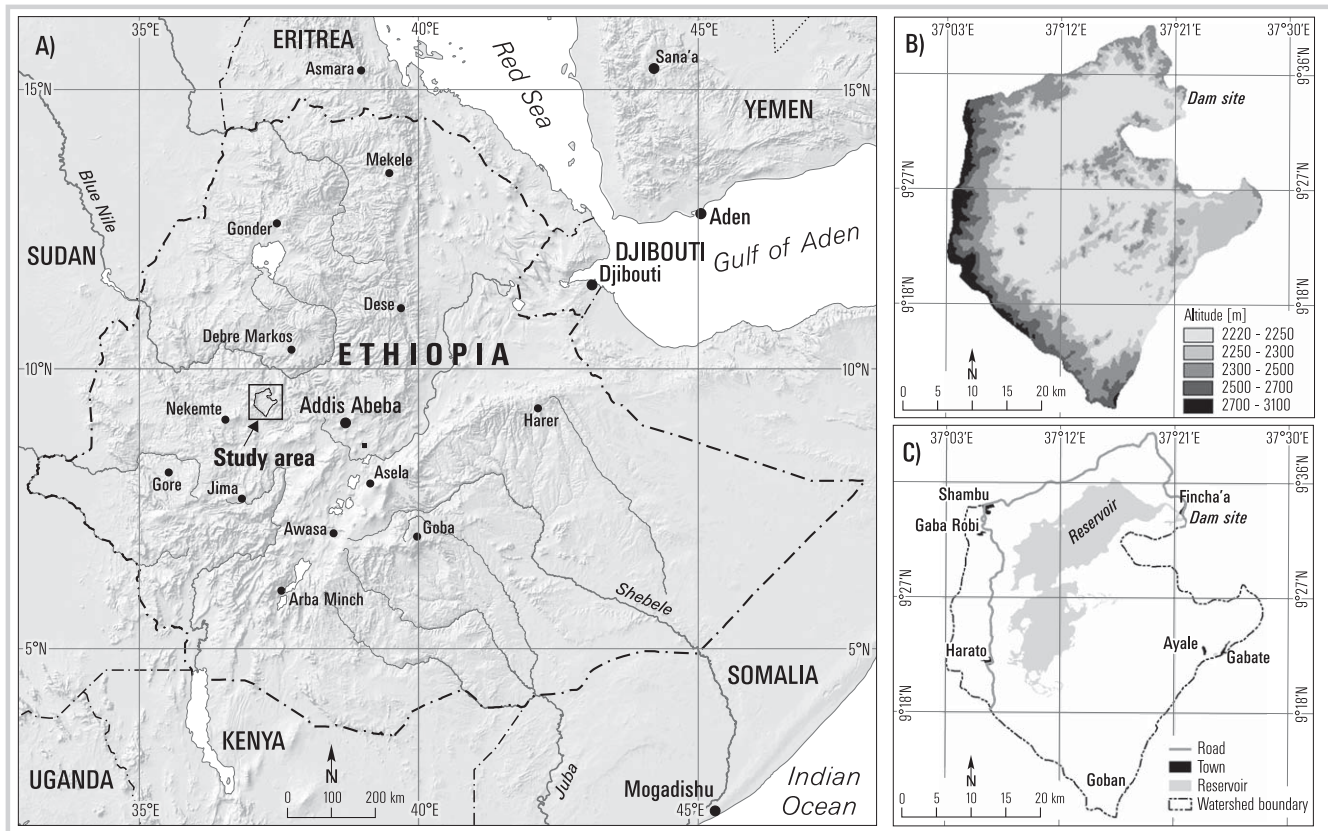 A)
35°E
40°E
45°E
ERITREA
Asmara
Red Sea
Sana'a
15°N
15°N
YEMEN
Mekele
Blue Nile
Gonder
Aden
SUDAN
DJIBOUTI
Gulf of Aden
Djibouti
Dese
Debre Markos
ETHIOPIA
10°N
10°N
Nekemte
Addis Abeba
Harer
Study area
Gore
Jima
Asela
Awasa
Goba
Arba Minch
Shebele
5°N
5°N
SOMALIA
KENYA
UGANDA
N
0 100 200 km
Juba
Mogadishu
Indian
Ocean
35°E
40°E
45°E
B)
37°03'E
37°12'E
37°21'E
37°30'E
9°36'N
Dam site
9°27'N
9°27'N
9°18'N
9°18'N
Altitude [m]
2220 - 2250
2250 - 2300
2300 - 2500
2500 - 2700
2700 - 3100
N
0 5 10 15 20 km
C)
37°03'E
37°12'E
37°21'E
37°30'E
9°36'N
Shambu
Fincha'a
Dam site
Gaba Robi
Reservoir
9°27'N
9°27'N
Harato
Ayale
Gabate
9°18'N
9°18'N
Goban
Road
Town
Reservoir
Watershed boundary
N
0 5 10 15 20 km